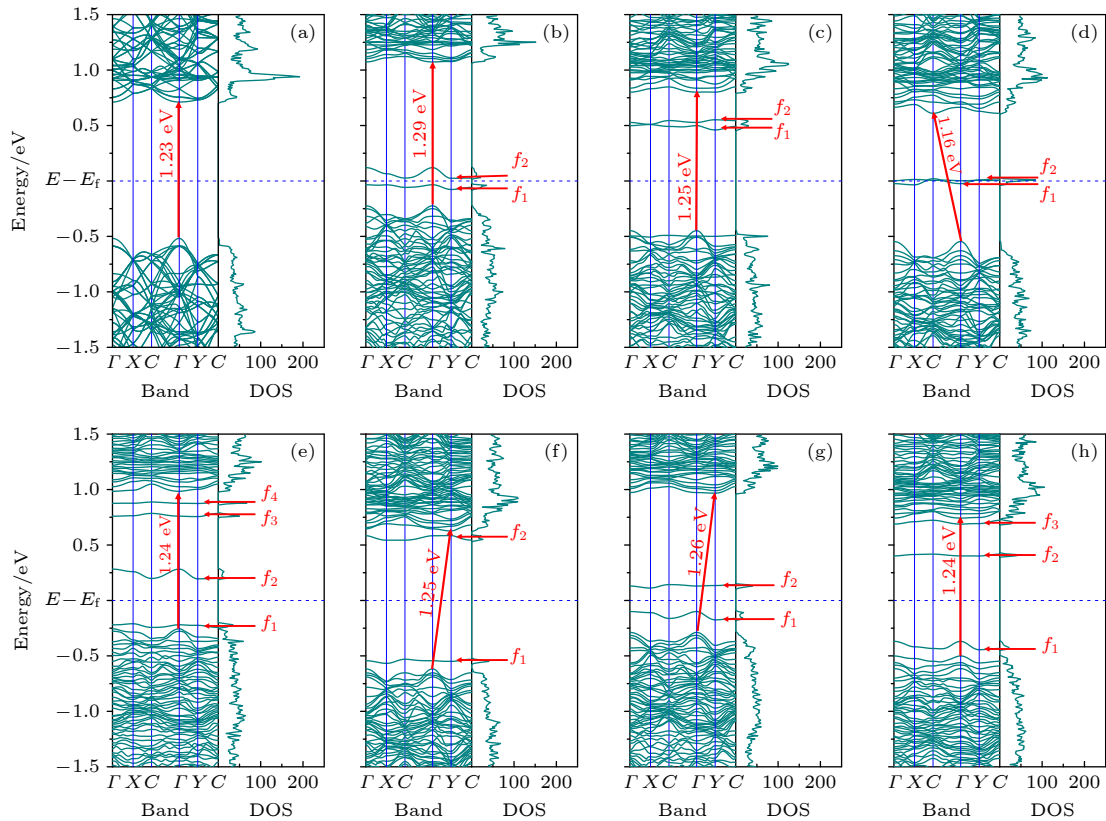 1.5
1.0
0.5
E−Ef
−0.5
−1.0
−1.5
Energy/eV
(a)
1.23 eV
Γ X C Γ Y C 100 200
Band DOS
(b)
1.29 eV
f2
f1
Γ X C Γ Y C 100 200
Band DOS
(c)
1.25 eV
f2
f1
Γ X C Γ Y C 100 200
Band DOS
(d)
1.16 eV
f2
f1
Γ X C Γ Y C 100 200
Band DOS
1.5
1.0
0.5
E−Ef
−0.5
−1.0
−1.5
Energy/eV
(e)
1.24 eV
f4
f3
f2
f1
Γ X C Γ Y C 100 200
Band DOS
(f)
1.25 eV
f2
f1
Γ X C Γ Y C 100 200
Band DOS
(g)
1.26 eV
f2
f1
Γ X C Γ Y C 100 200
Band DOS
(h)
1.24 eV
f3
f2
f1
Γ X C Γ Y C 100 200
Band DOS